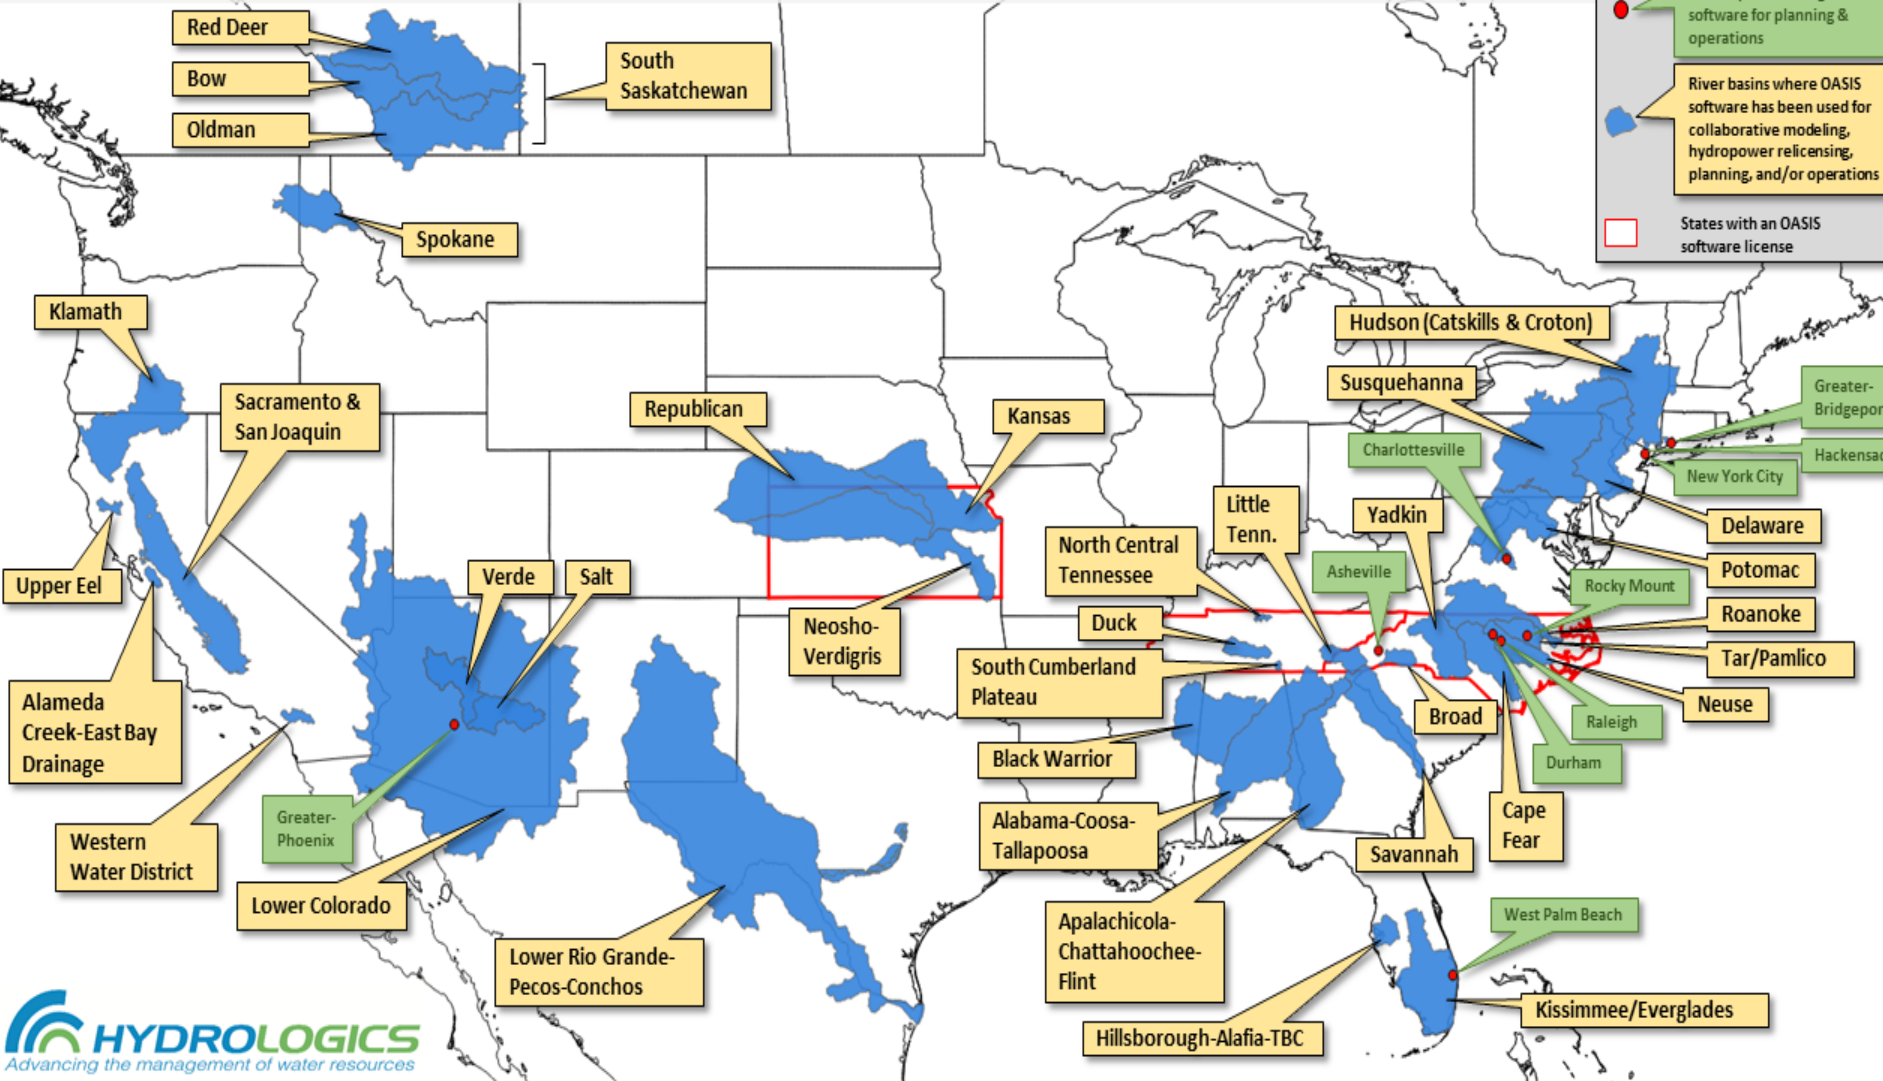 software for planning &
operations
River basins where OASIS
software has been used for
collaborative modeling,
hydropower relicensing,
planning, and/or operations
States with an OASIS
software license
Red Deer
Bow
Oldman
South
Saskatchewan
Spokane
Klamath
Sacramento &
San Joaquin
Upper Eel
Alameda
Creek-East Bay
Drainage
Western
Water District
Greater-
Phoenix
Lower Colorado
Verde
Salt
Republican
Kansas
Neosho-
Verdigris
Lower Rio Grande-
Pecos-Conchos
Hudson (Catskills & Croton)
Susquehanna
Charlottesville
Greater-
Hackensac
New York City
Little
Tenn.
Yadkin
North Central
Tennessee
Asheville
Delaware
Potomac
Rocky Mount
Roanoke
Duck
Tar/Pamlico
South Cumberland
Plateau
Neuse
Broad
Raleigh
Black Warrior
Durham
Alabama-Coosa-
Tallapoosa
Cape
Fear
Savannah
Apalachicola-
Chattahoochee-
Flint
West Palm Beach
Kissimmee/Everglades
Hillsborough-Alafia-TBC
HYDROLOGICS
Advancing the management of water resources